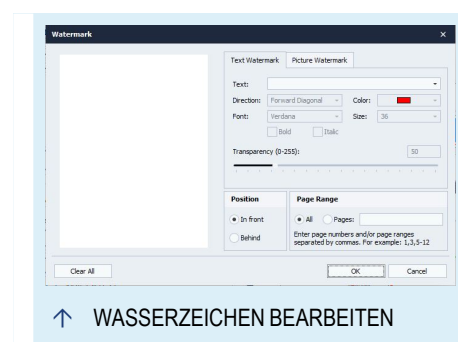 Watermark
Text Watermark Picture Watermark
Text:
Direction: Forward Diagonal Color:
Font: Verdana Size: 36
Bold Italic
Transparency (0-255): 50
Position Page Range
In front All Pages:
Behind Enter page numbers and/or page ranges
separated by commas. For example: 1,3,5-12
Clear All OK Cancel
↑ WASSERZEICHEN BEARBEITEN